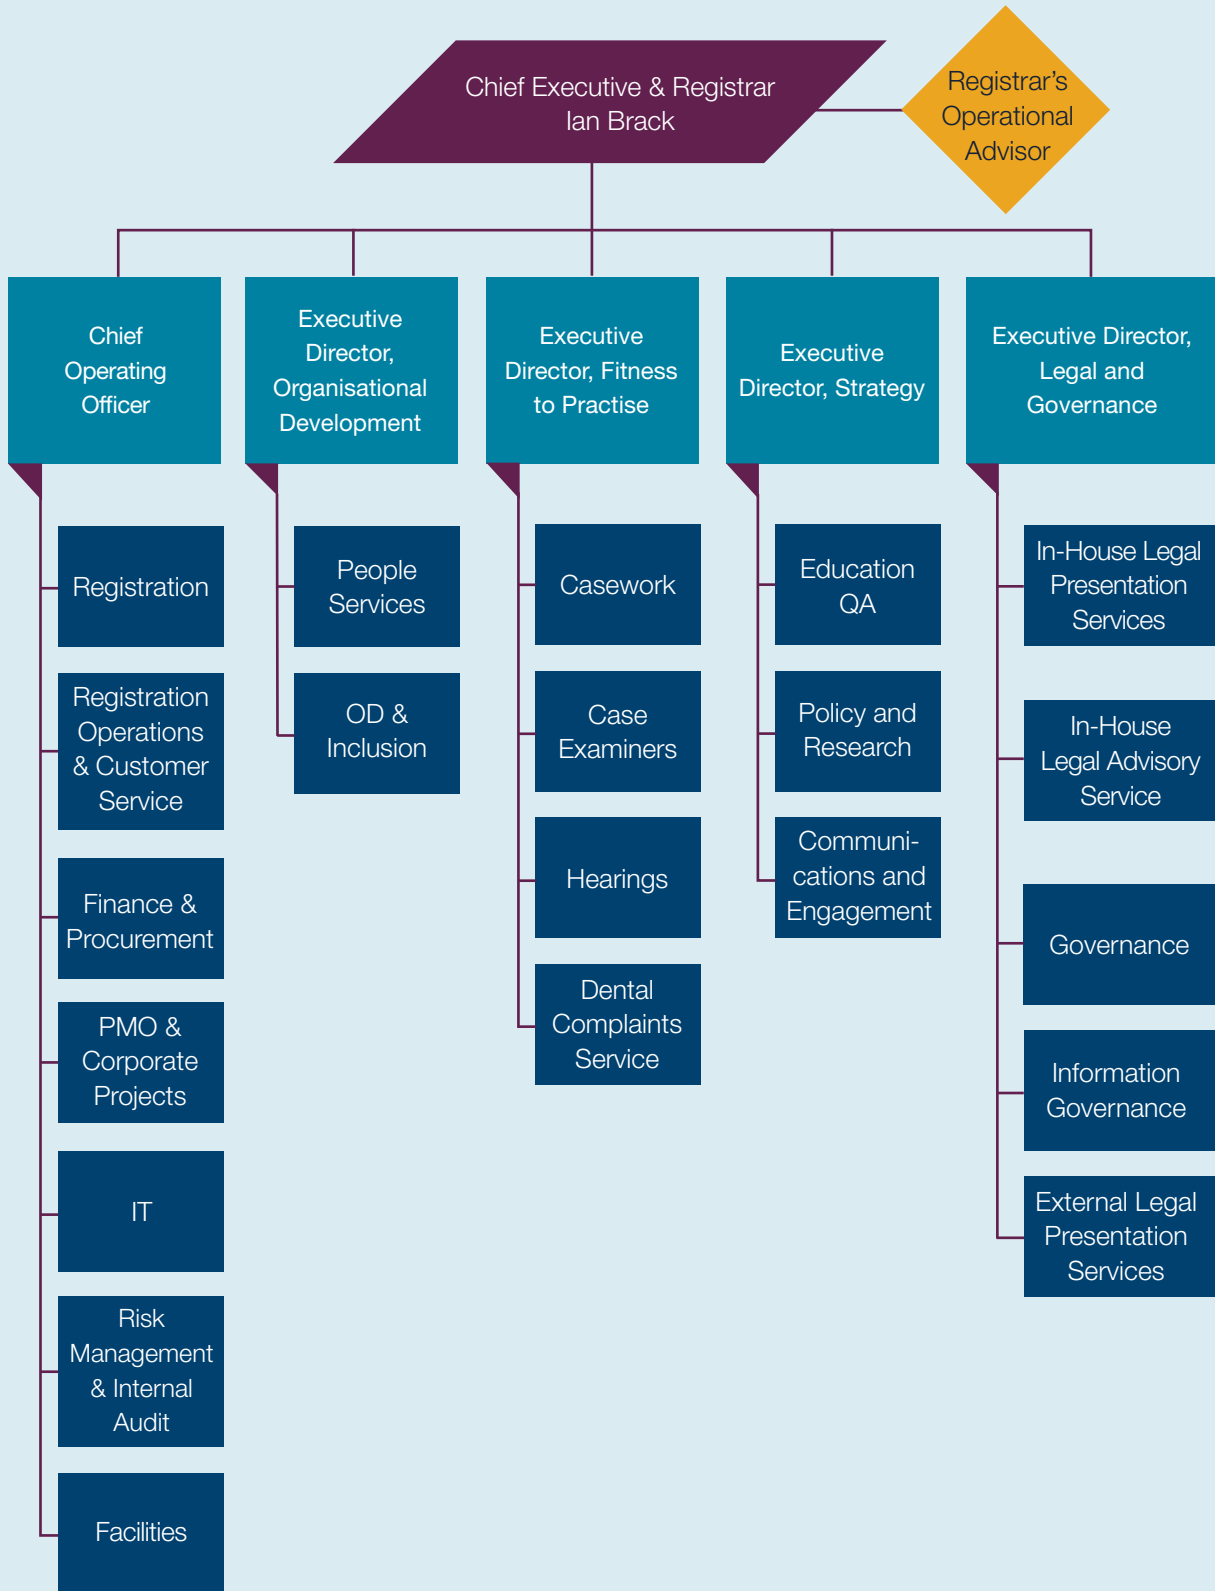 Chief Executive & Registrar
Ian Brack
Registrar's
Operational
Advisor
Chief
Operating
Officer
Executive
Director,
Organisational
Development
Executive
Director, Fitness
to Practise
Executive
Director, Strategy
Executive Director,
Legal and
Governance
Registration
Registration
Operations
& Customer
Service
Finance &
Procurement
PMO &
Corporate
Projects
IT
Risk
Management
& Internal
Audit
Facilities
People
Services
OD &
Inclusion
Casework
Case
Examiners
Hearings
Dental
Complaints
Service
Education
QA
Policy and
Research
Communi-
cations and
Engagement
In-House Legal
Presentation
Services
In-House
Legal Advisory
Service
Governance
Information
Governance
External Legal
Presentation
Services